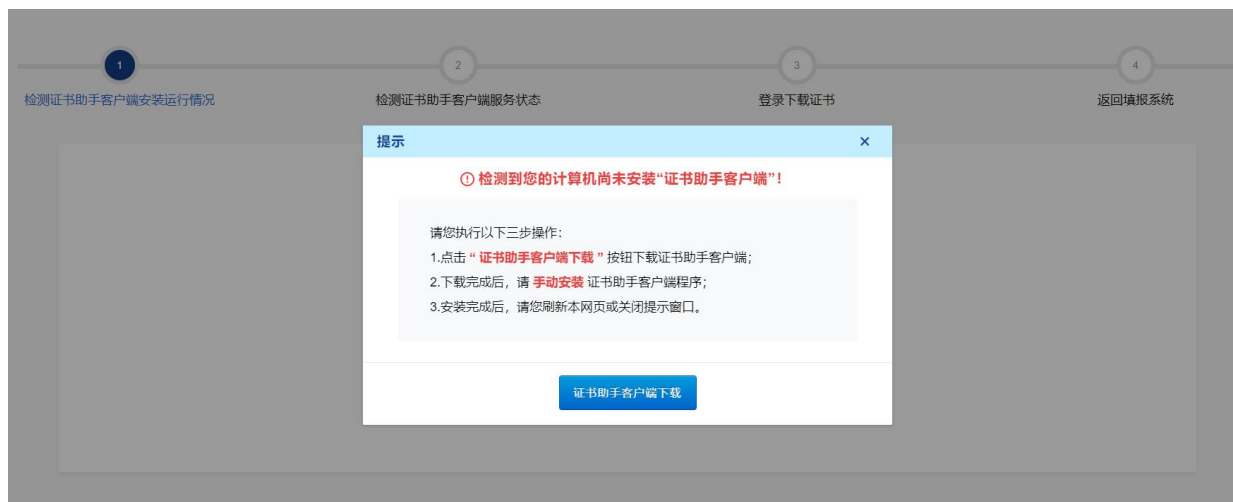 1
2
3
4
检测证书助手客户端安装运行情况
检测证书助手客户端服务状态
登录下载证书
返回填报系统
提示
检测到您的计算机尚未安装“证书助手客户端”!
请您执行以下三步操作:
1.点击“ 证书助手客户端下载 ” 按钮下载证书助手客户端;
2.下载完成后，请 手动安装 证书助手客户端程序;
3.安装完成后，请您刷新本网页或关闭提示窗口。
证书助手客户端下载